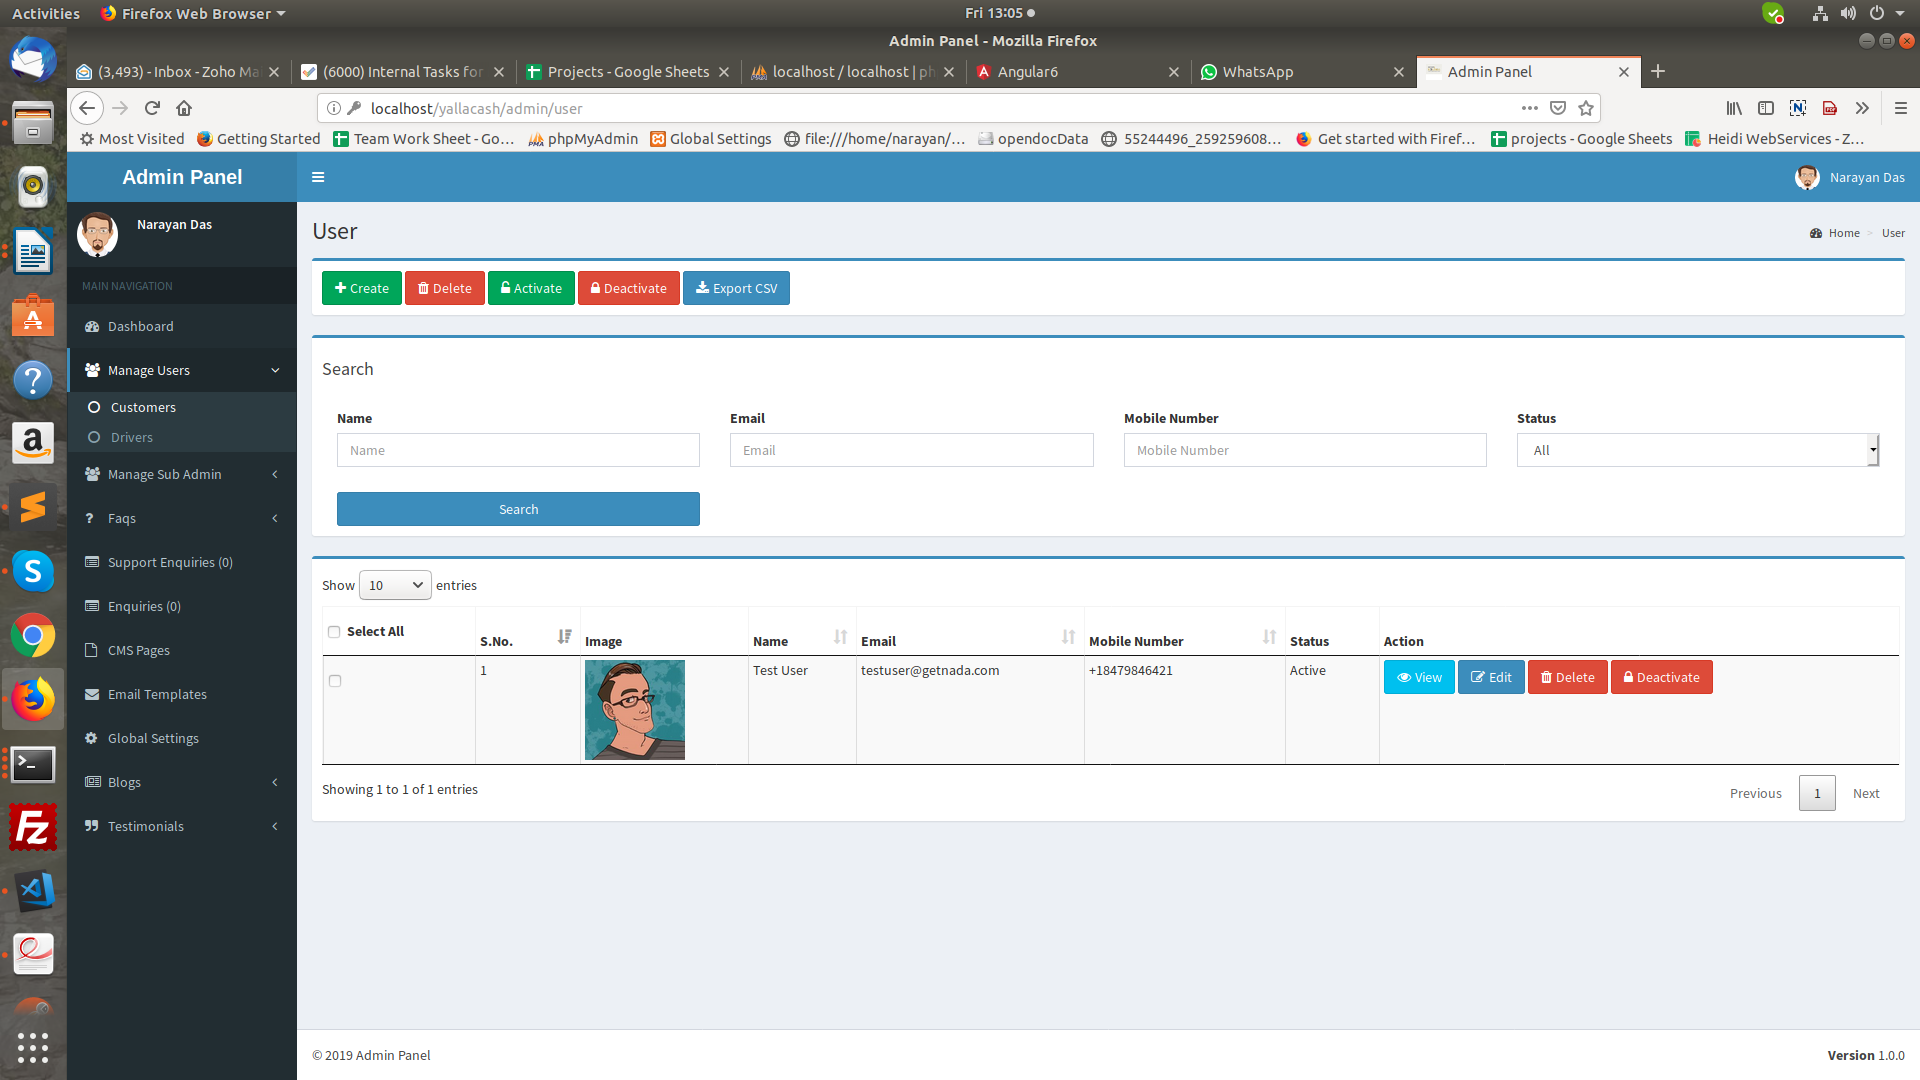 Activities
Firefox Web Browser
Fri 13:05
Admin Panel - Mozilla Firefox
(3,493) - Inbox - Zoho Ma
(6000) Internal Tasks for
Projects - Google Sheets
localhost / localhost | ph
Angular6
WhatsApp
Admin Panel
localhost/yallacash/admin/user
Most Visited
Getting Started
Team Work Sheet - Go…
phpMyAdmin
Global Settings
file:///home/narayan/…
opendocData
55244496_259259608…
Get started with Firef…
projects - Google Sheets
Heidi WebServices - Z…
Admin Panel
Narayan Das
Narayan Das
MAIN NAVIGATION
Dashboard
Manage Users
Customers
Drivers
Manage Sub Admin
Faqs
Support Enquiries (0)
Enquiries (0)
CMS Pages
Email Templates
Global Settings
Blogs
Testimonials
User
Home > User
Create
Delete
Activate
Deactivate
Export CSV
Search
Name
Email
Mobile Number
Status
Name
Email
Mobile Number
All
Search
Show 10 entries
Select All
S.No.
Image
Name
Email
Mobile Number
Status
Action
1
Test User
testuser@getnada.com
+18479846421
Active
View
Edit
Delete
Deactivate
Showing 1 to 1 of 1 entries
Previous
1
Next
© 2019 Admin Panel
Version 1.0.0